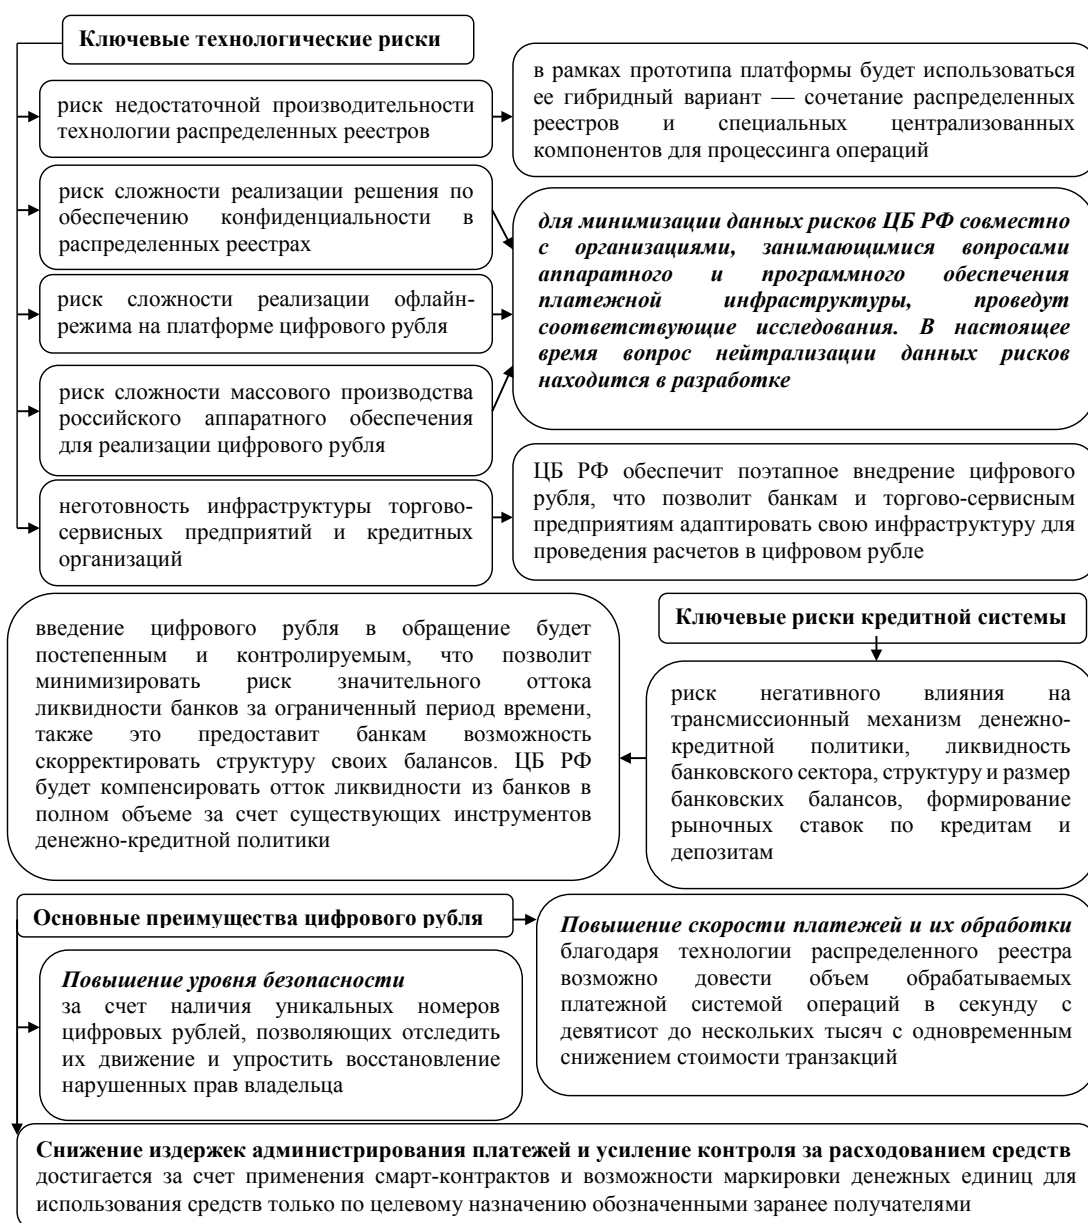 Ключевые технологические риски
риск недостаточной производительности
технологии распределенных реестров
в рамках прототипа платформы будет использоваться
ее гибридный вариант — сочетание распределенных
реестров и специальных централизованных
компонентов для процессинга операций
риск сложности реализации решения по
обеспечению конфиденциальности в
распределенных реестрах
риск сложности реализации офлайн-
режима на платформе цифрового рубля
риск сложности массового производства
российского аппаратного обеспечения
для реализации цифрового рубля
для минимизации данных рисков ЦБ РФ совместно
с организациями, занимающимися вопросами
аппаратного и программного обеспечения
платежной инфраструктуры, проведут
соответствующие исследования. В настоящее
время вопрос нейтрализации данных рисков
находится в разработке
неготовность инфраструктуры торгово-
сервисных предприятий и кредитных
организаций
ЦБ РФ обеспечит поэтапное внедрение цифрового
рубля, что позволит банкам и торгово-сервисным
предприятиям адаптировать свою инфраструктуру для
проведения расчетов в цифровом рубле
Ключевые риски кредитной системы
риск негативного влияния на
трансмиссионный механизм денежно-
кредитной политики, ликвидность
банковского сектора, структуру и размер
банковских балансов, формирование
рыночных ставок по кредитам и
депозитам
введение цифрового рубля в обращение будет
постепенным и контролируемым, что позволит
минимизировать риск значительного оттока
ликвидности банков за ограниченный период времени,
также это предоставит банкам возможность
скорректировать структуру своих балансов. ЦБ РФ
будет компенсировать отток ликвидности из банков в
полном объеме за счет существующих инструментов
денежно-кредитной политики
Основные преимущества цифрового рубля
Повышение скорости платежей и их обработки
благодаря технологии распределенного реестра
возможно довести объем обрабатываемых
платежной системой операций в секунду с
девятисот до нескольких тысяч с одновременным
снижением стоимости транзакций
Повышение уровня безопасности
за счет наличия уникальных номеров
цифровых рублей, позволяющих отследить
их движение и упростить восстановление
нарушенных прав владельца
Снижение издержек администрирования платежей и усиление контроля за расходованием средств
достигается за счет применения смарт-контрактов и возможности маркировки денежных единиц для
использования средств только по целевому назначению обозначенными заранее получателями